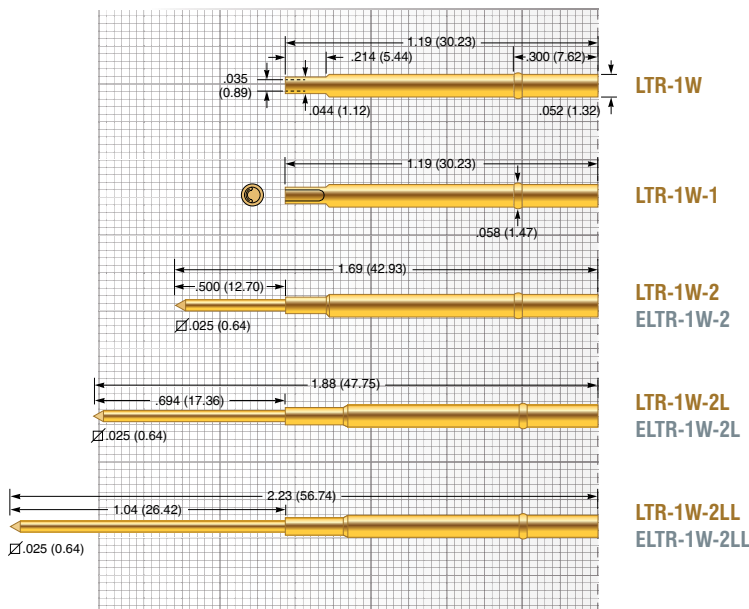 1.19 (30.23)
.214 (5.44)
.300 (7.62)
.035
(0.89)
.044 (1.12)
.052 (1.32)
LTR-1W
1.19 (30.23)
.058 (1.47)
LTR-1W-1
1.69 (42.93)
.500 (12.70)
.025 (0.64)
LTR-1W-2
ELTR-1W-2
1.88 (47.75)
.694 (17.36)
.025 (0.64)
LTR-1W-2L
ELTR-1W-2L
2.23 (56.74)
1.04 (26.42)
.025 (0.64)
LTR-1W-2LL
ELTR-1W-2LL